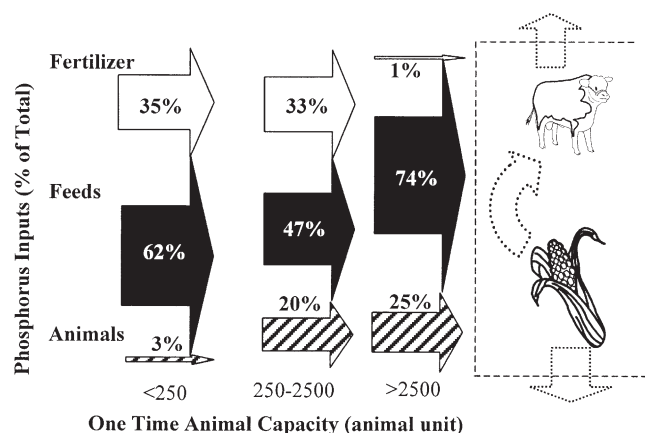 Fertilizer
35%
33%
1%
Feeds
62%
47%
74%
Animals
3%
20%
25%
<250
250-2500
>2500
One Time Animal Capacity (animal unit)
Phosphorus Inputs (% of Total)